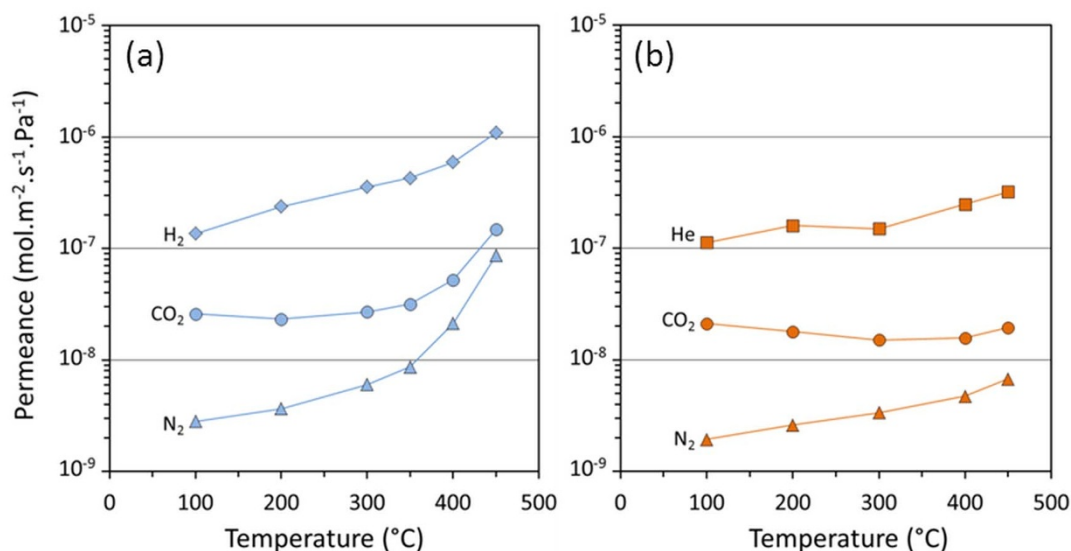 (a)
Permeance (mol.m⁻².s⁻¹.Pa⁻¹)
10⁻⁵
10⁻⁶
10⁻⁷
10⁻⁸
10⁻⁹
H₂
CO₂
N₂
0 100 200 300 400 500
Temperature (°C)
(b)
10⁻⁵
10⁻⁶
10⁻⁷
10⁻⁸
10⁻⁹
He
CO₂
N₂
0 100 200 300 400 500
Temperature (°C)